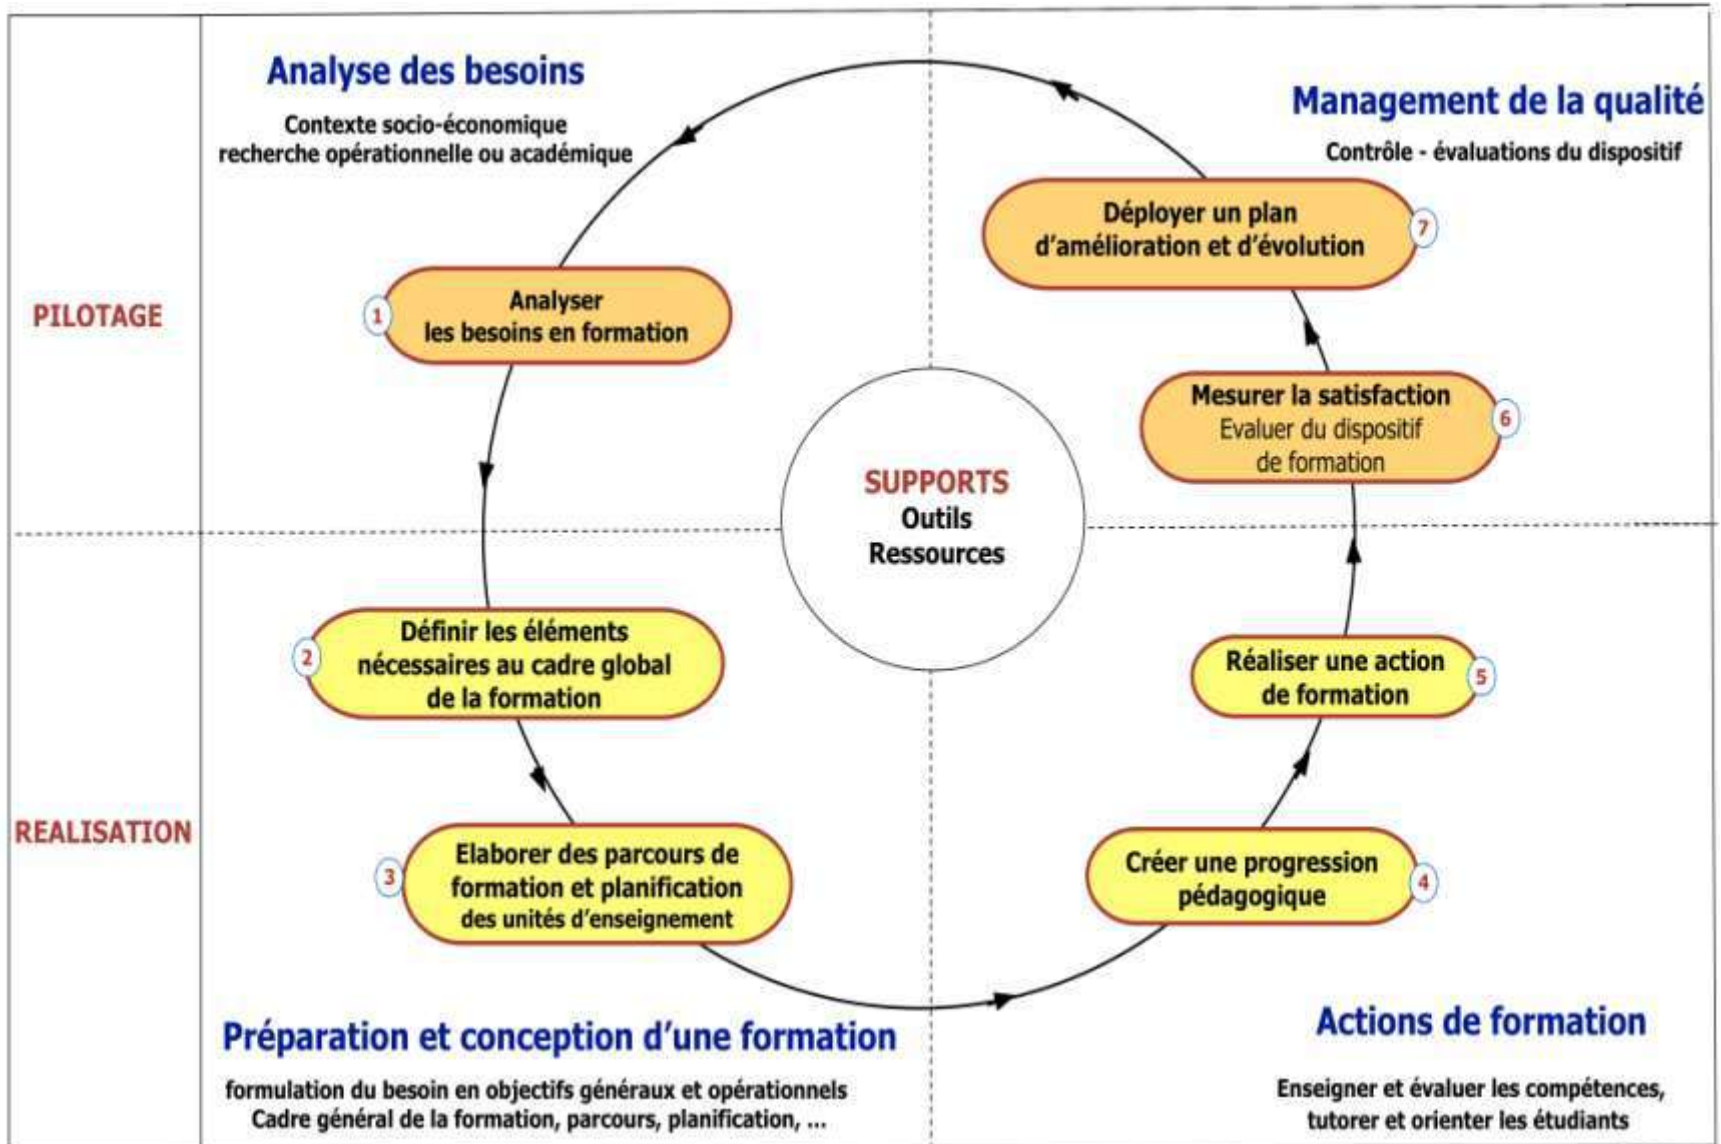 Analyse des besoins
Contexte socio-économique
recherche opérationnelle ou académique
Management de la qualité
Contrôle - évaluations du dispositif
PILOTAGE
1
Analyser
les besoins en formation
Déployer un plan
d'amélioration et d'évolution
7
Mesurer la satisfaction
Evaluer du dispositif
de formation
6
SUPPORTS
Outils
Ressources
REALISATION
2
Définir les éléments
nécessaires au cadre global
de la formation
3
Elaborer des parcours de
formation et planification
des unités d'enseignement
Réaliser une action
de formation
5
Créer une progression
pédagogique
4
Préparation et conception d'une formation
formulation du besoin en objectifs généraux et opérationnels
Cadre général de la formation, parcours, planification, ...
Actions de formation
Enseigner et évaluer les compétences,
tutorer et orienter les étudiants